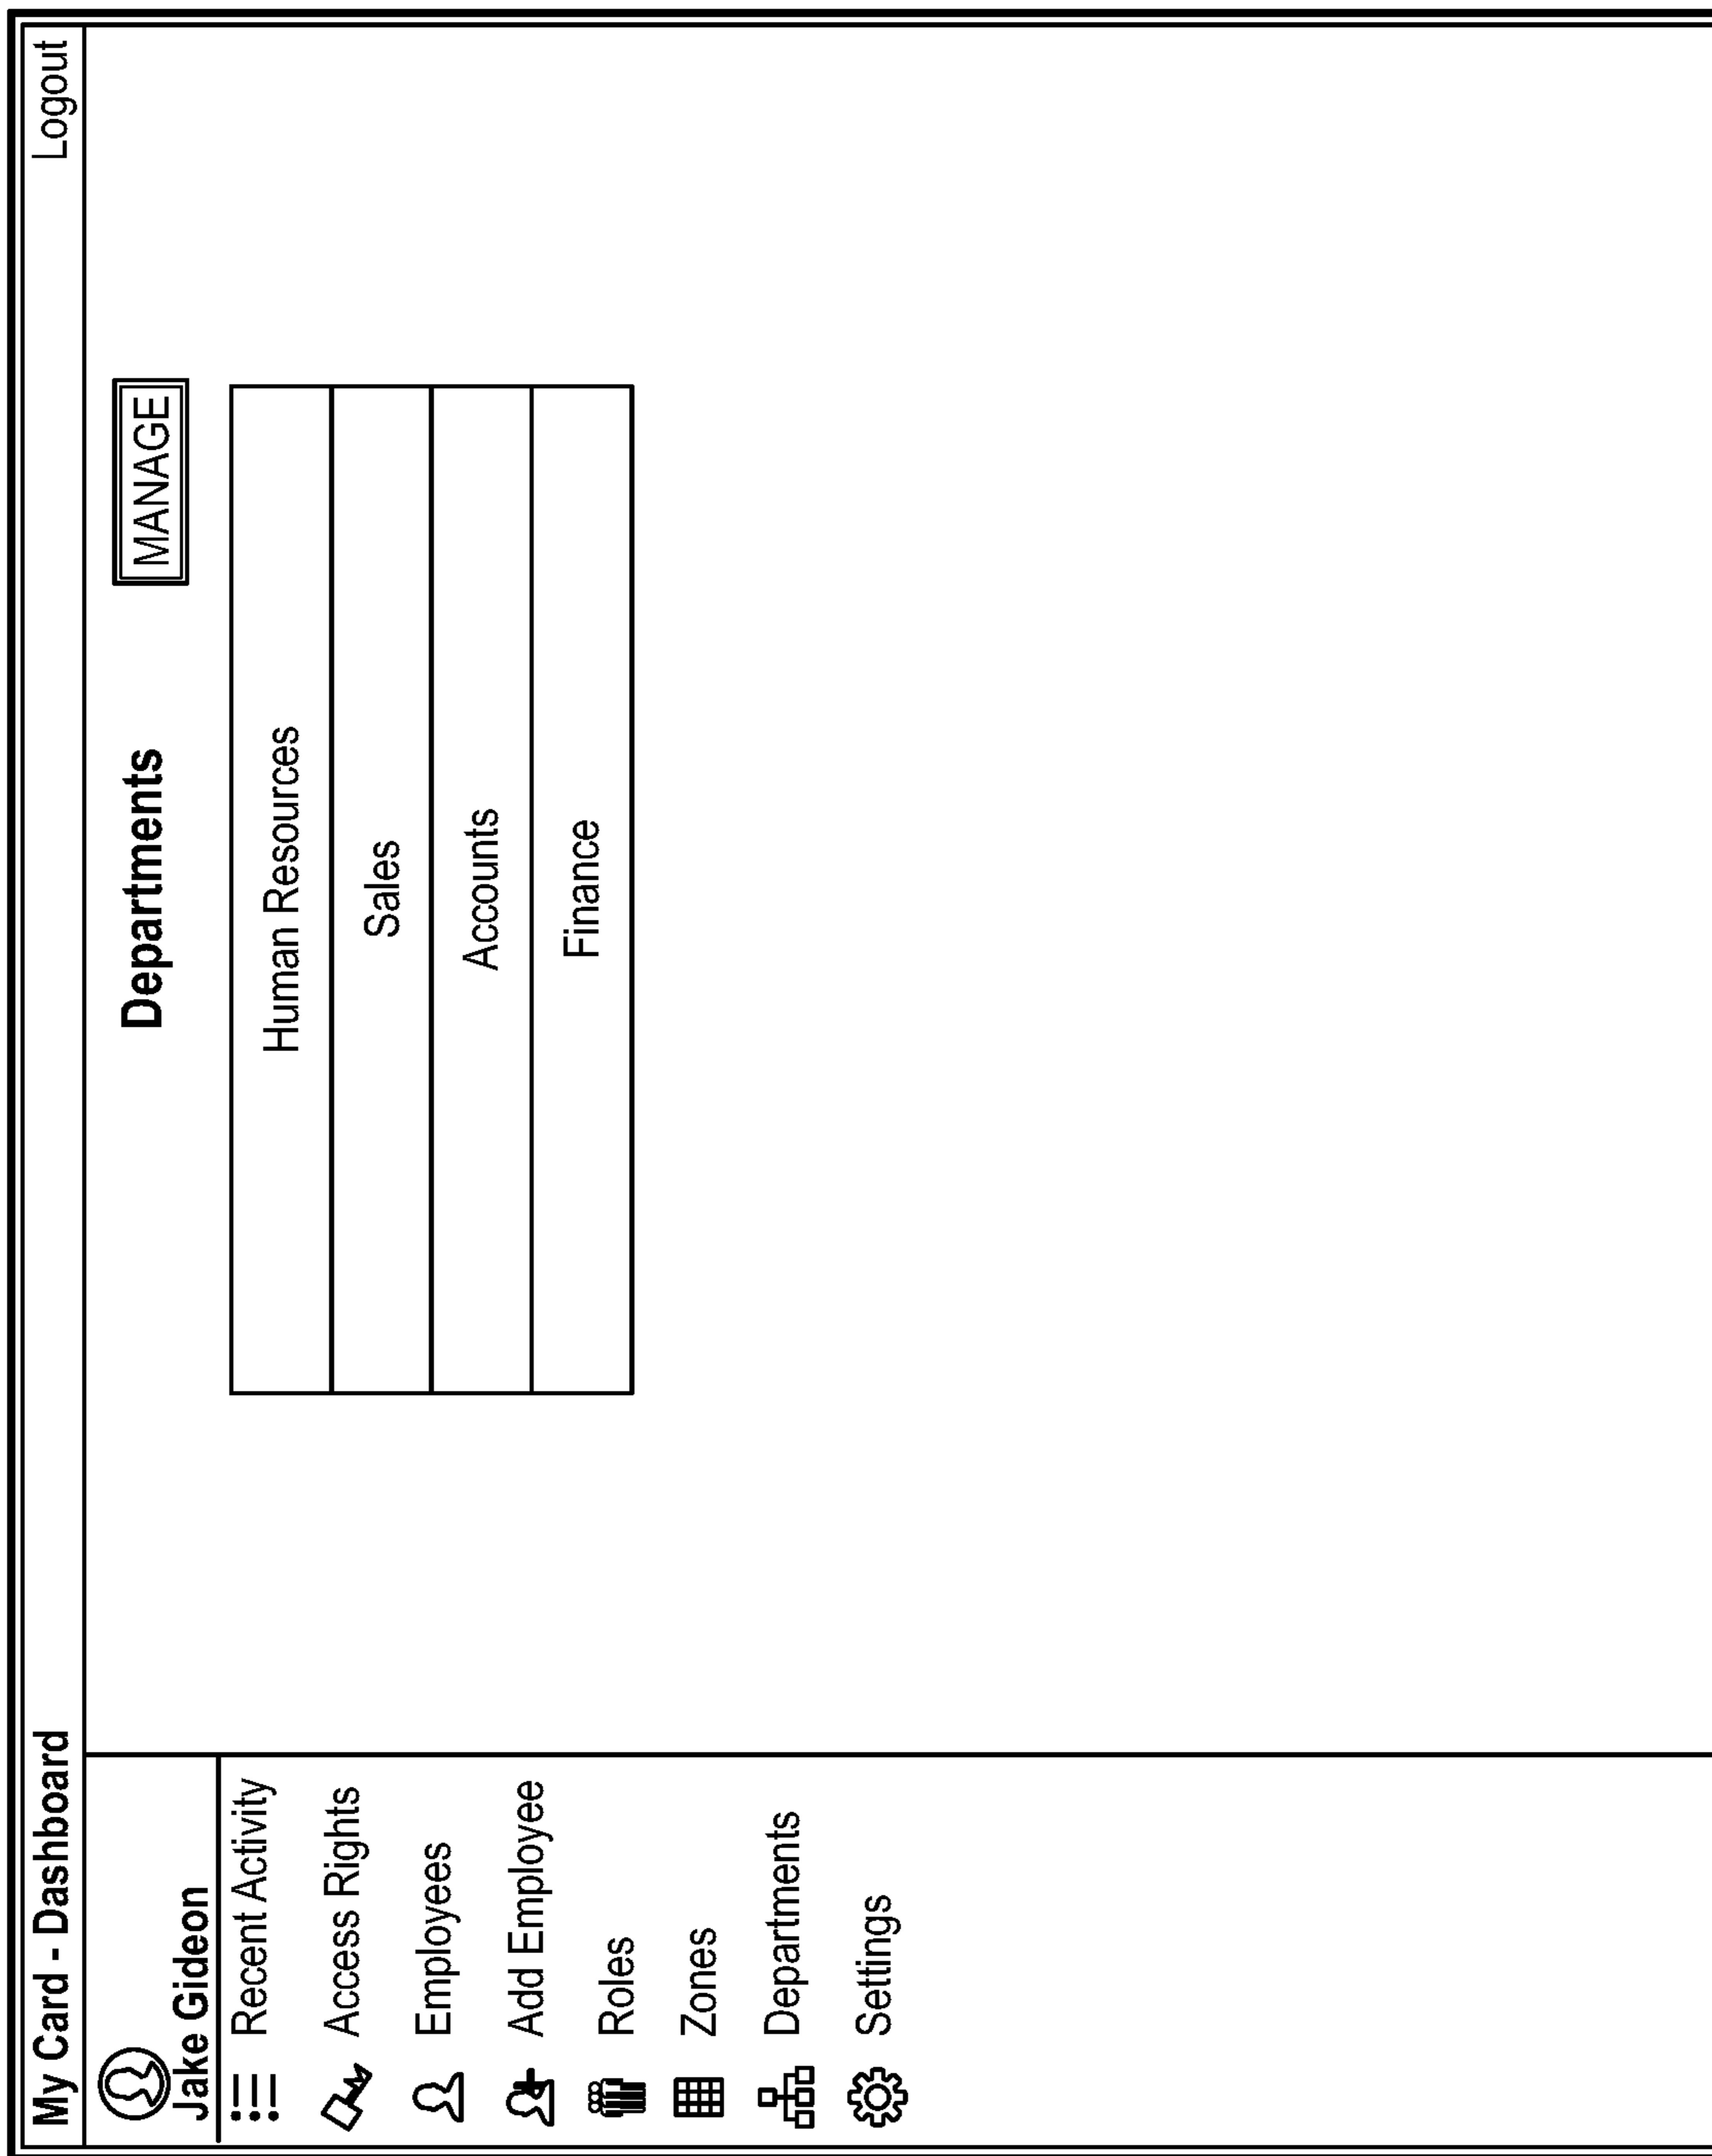 My Card - Dashboard
Logout
Jake Gideon
Recent Activity
Access Rights
Employees
Add Employee
Roles
Zones
Departments
Settings
Departments
MANAGE
Human Resources
Sales
Accounts
Finance